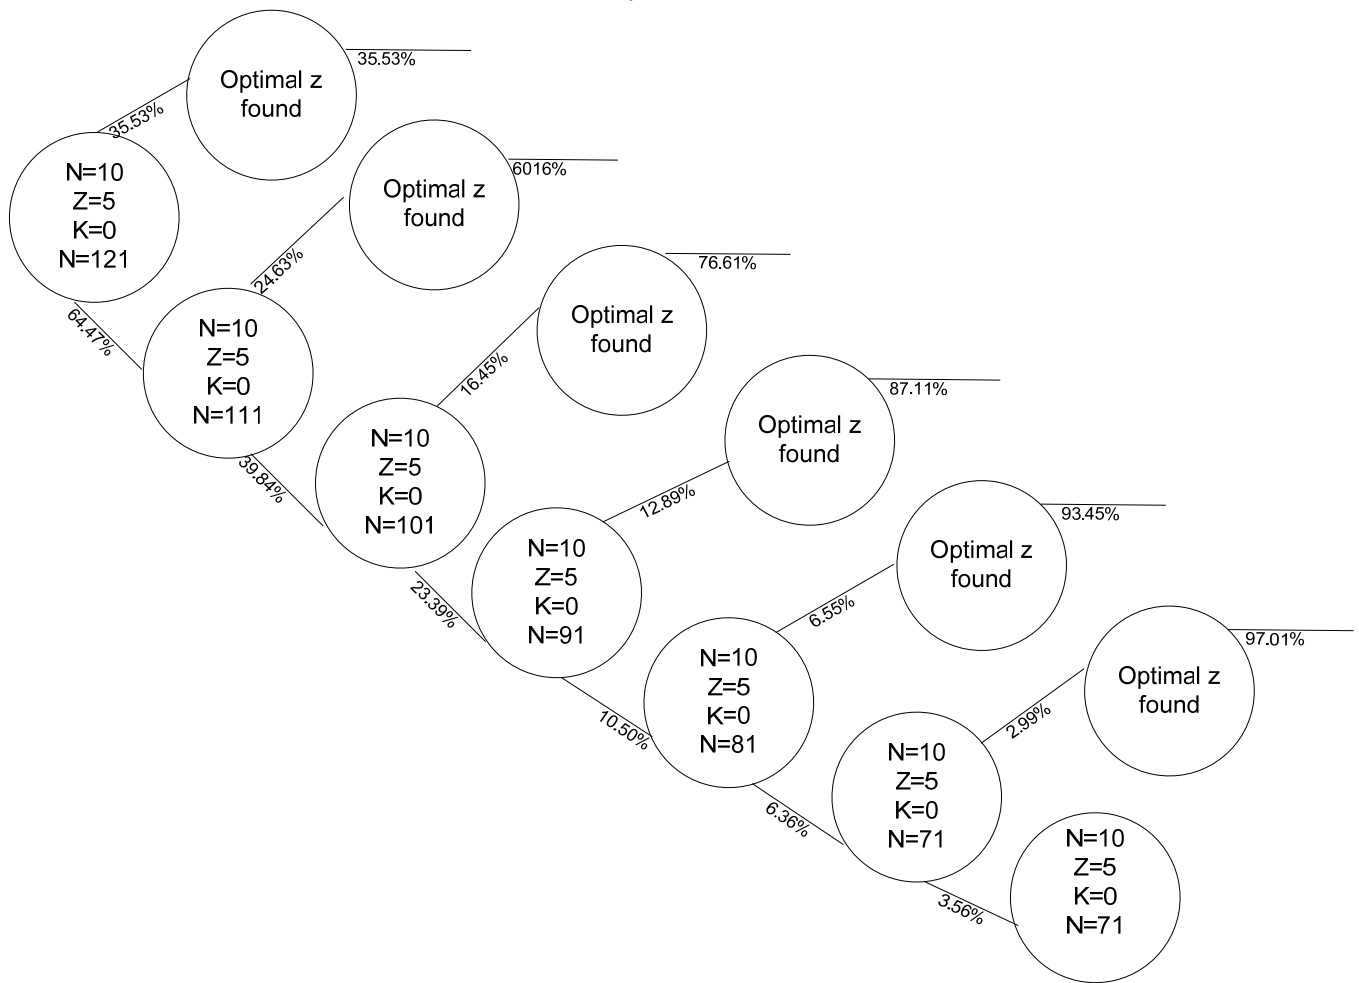 Optimal z
found
35.53%
35.53%
N=10
Z=5
K=0
N=121
64.47%
Optimal z
found
6016%
24.63%
N=10
Z=5
K=0
N=111
39.84%
Optimal z
found
76.61%
16.45%
N=10
Z=5
K=0
N=101
23.39%
Optimal z
found
87.11%
12.89%
N=10
Z=5
K=0
N=91
10.50%
Optimal z
found
93.45%
6.55%
N=10
Z=5
K=0
N=81
6.36%
Optimal z
found
97.01%
2.99%
N=10
Z=5
K=0
N=71
3.56%
N=10
Z=5
K=0
N=71